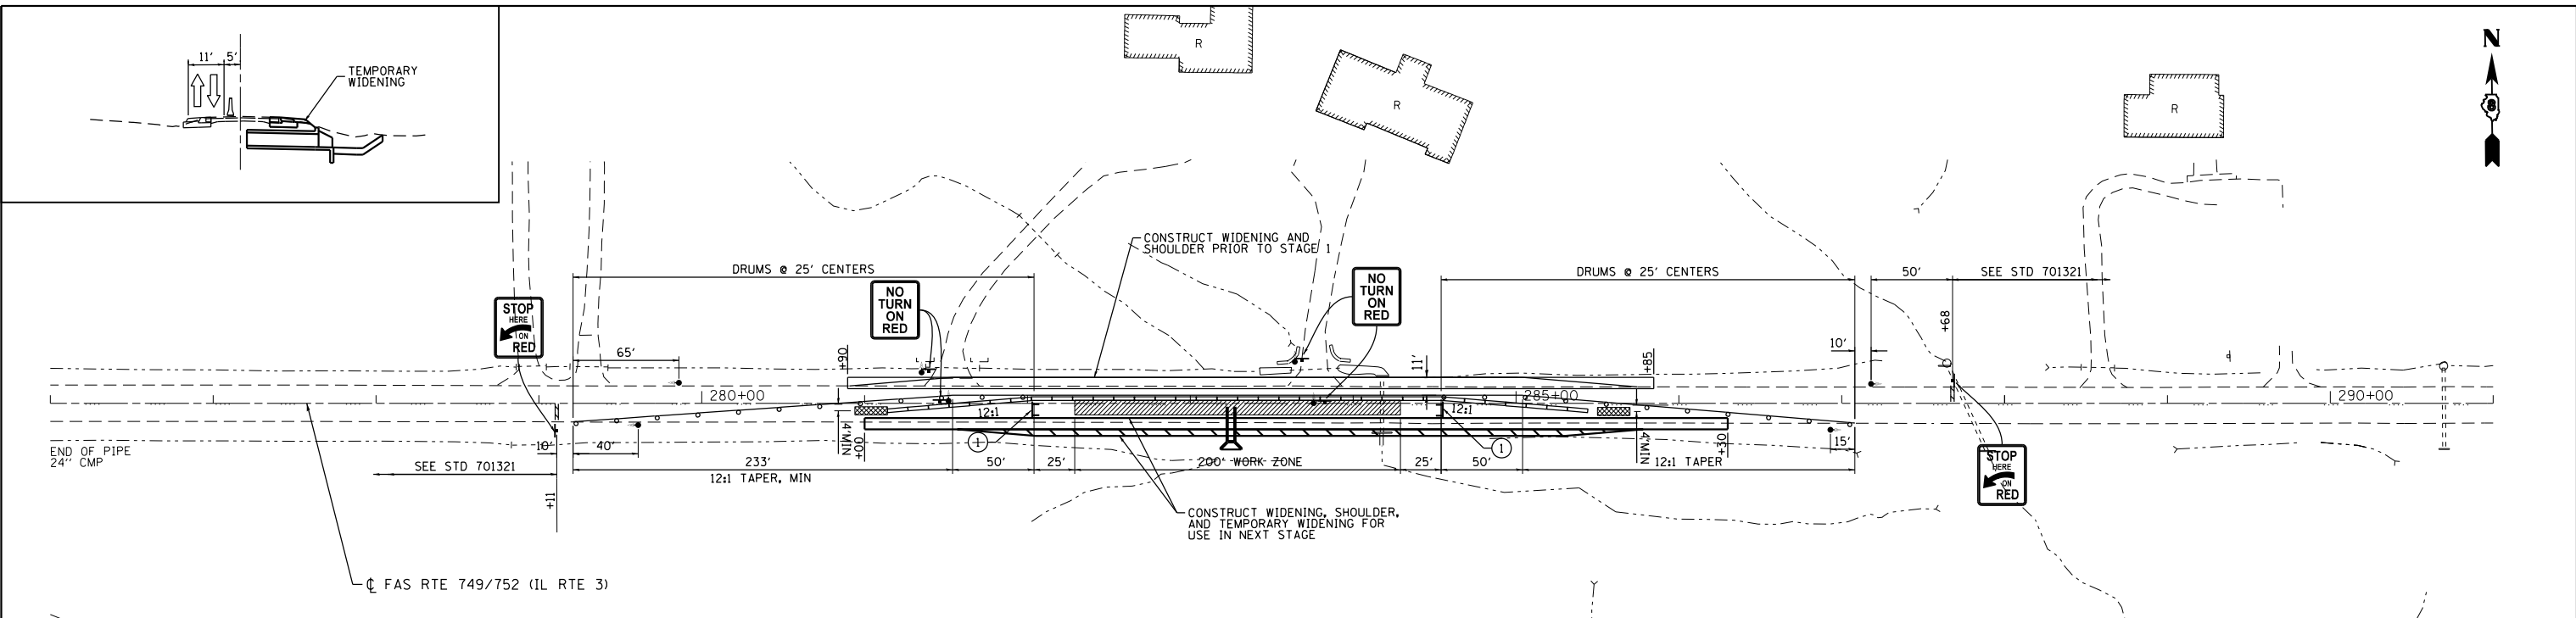 11' 5'
TEMPORARY
WIDENING
R
R
R
N
CONSTRUCT WIDENING AND
SHOULDER PRIOR TO STAGE 1
DRUMS @ 25' CENTERS
DRUMS @ 25' CENTERS
50'
SEE STD 701321
STOP
HERE
ON
RED
NO
TURN
ON
RED
NO
TURN
ON
RED
65'
+90
11'
+85
10'
+68
280+00
285+00
290+00
12:1
12:1
4'MIN
+00
4'MIN
+30
1
1
END OF PIPE
24" CMP
10'
40'
15'
SEE STD 701321
233'
50'
25'
200' WORK ZONE
25'
50'
12:1 TAPER
12:1 TAPER, MIN
+11
STOP
HERE
ON
RED
CONSTRUCT WIDENING, SHOULDER,
AND TEMPORARY WIDENING FOR
USE IN NEXT STAGE
℄ FAS RTE 749/752 (IL RTE 3)